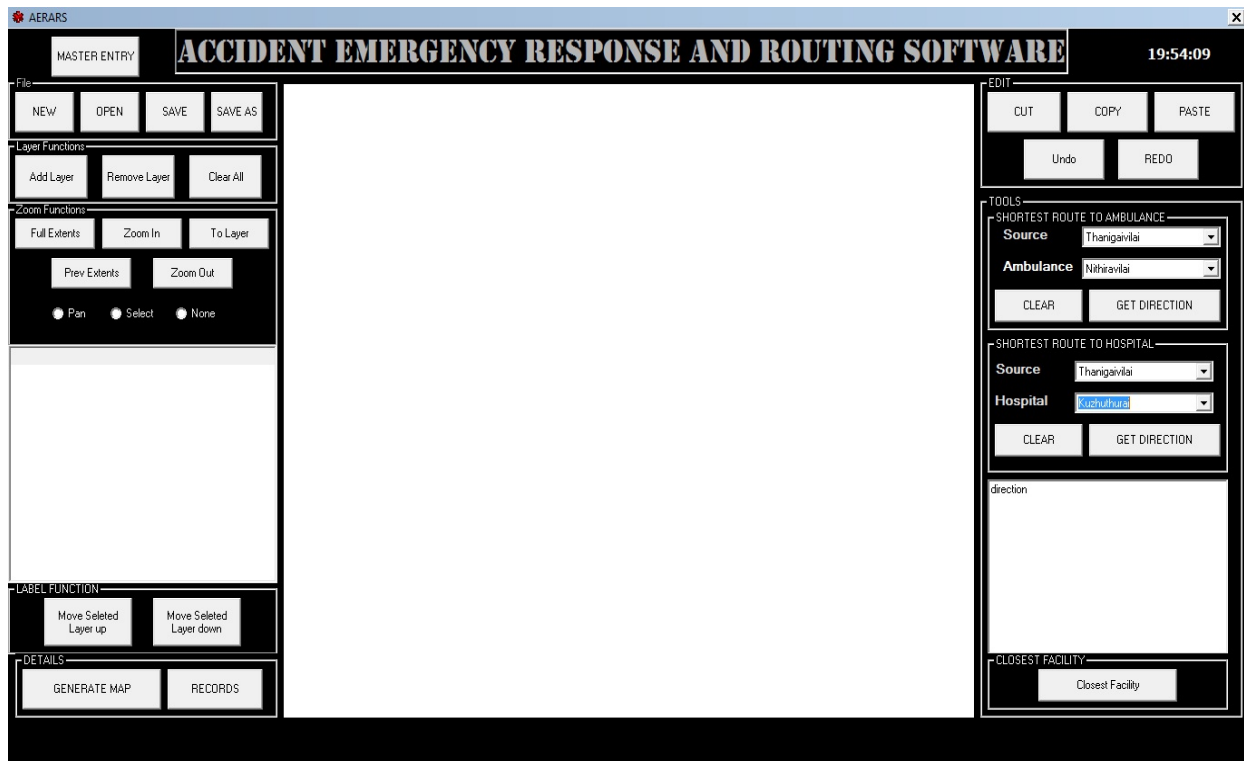 AERARS
X
MASTER ENTRY
ACCIDENT EMERGENCY RESPONSE AND ROUTING SOFTWARE
19:54:09
File
NEW OPEN SAVE SAVE AS
Layer Functions
Add Layer Remove Layer Clear All
Zoom Functions
Full Extents Zoom In To Layer
Prev Extents Zoom Out
Pan Select None
LABEL FUNCTION
Move Seleted
Layer up
Move Seleted
Layer down
DETAILS
GENERATE MAP RECORDS
EDIT
CUT COPY PASTE
Undo REDO
TOOLS
SHORTEST ROUTE TO AMBULANCE
Source Thanigaivilai
Ambulance Nithiravilai
CLEAR GET DIRECTION
SHORTEST ROUTE TO HOSPITAL
Source Thanigaivilai
Hospital Kuzhuthurai
CLEAR GET DIRECTION
direction
CLOSEST FACILITY
Closest Facility